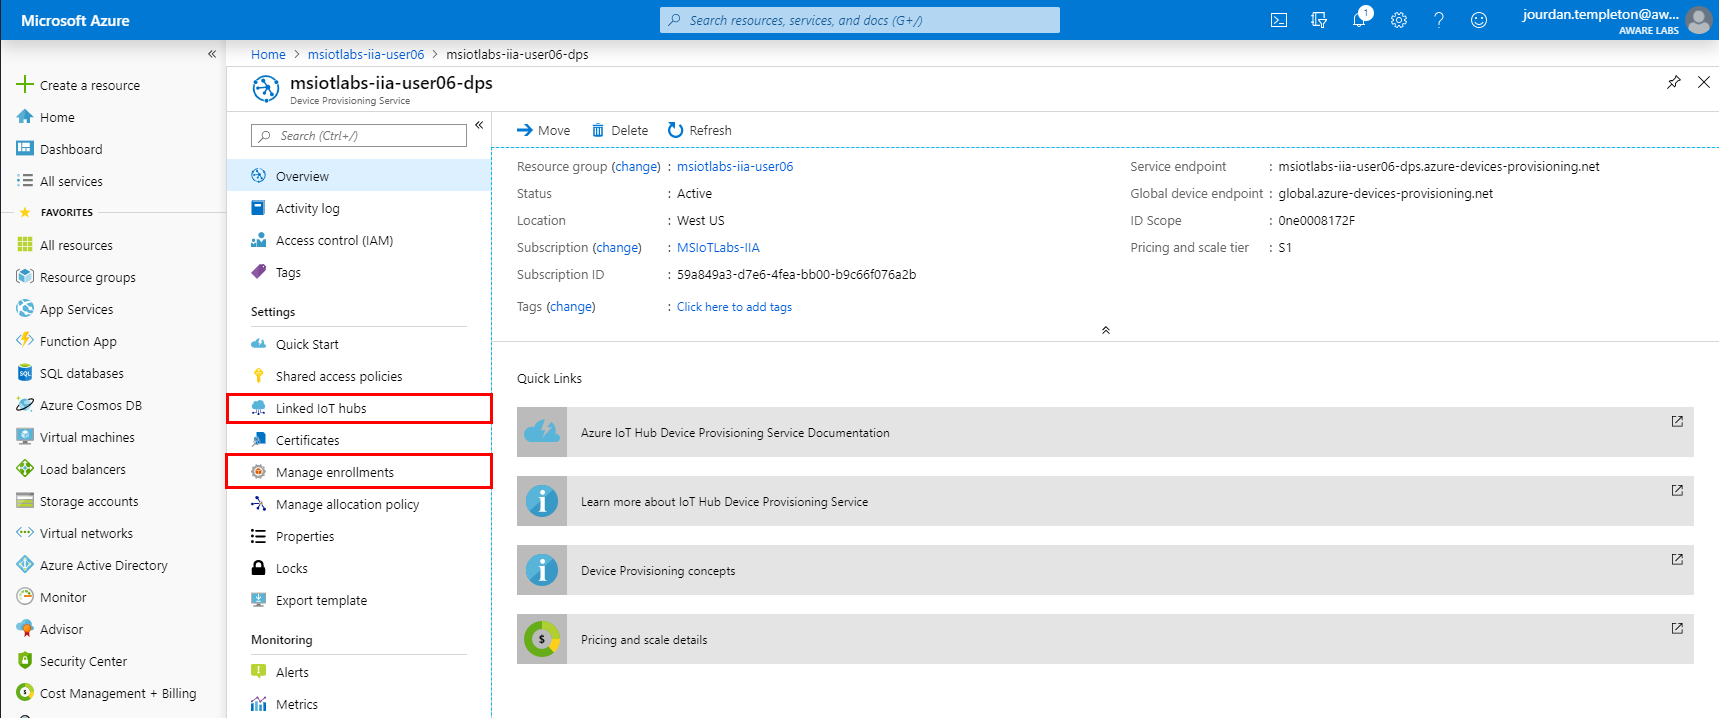 Microsoft Azure
Search resources, services, and docs (G+/)
1
jourdan.templeton@aw...
AWARE LABS
«
Create a resource
Home
Dashboard
All services
FAVORITES
All resources
Resource groups
App Services
Function App
SQL databases
Azure Cosmos DB
Virtual machines
Load balancers
Storage accounts
Virtual networks
Azure Active Directory
Monitor
Advisor
Security Center
Cost Management + Billing
Home > msiotlabs-iia-user06 > msiotlabs-iia-user06-dps
msiotlabs-iia-user06-dps
Device Provisioning Service
Search (Ctrl+/)
«
Overview
Activity log
Access control (IAM)
Tags
Settings
Quick Start
Shared access policies
Linked IoT hubs
Certificates
Manage enrollments
Manage allocation policy
Properties
Locks
Export template
Monitoring
Alerts
Metrics
Move Delete Refresh
Resource group (change) : msiotlabs-iia-user06
Status : Active
Location : West US
Subscription (change) : MSIoTLabs-IIA
Subscription ID : 59a849a3-d7e6-4fea-bb00-b9c66f076a2b
Tags (change) : Click here to add tags
Service endpoint : msiotlabs-iia-user06-dps.azure-devices-provisioning.net
Global device endpoint : global.azure-devices-provisioning.net
ID Scope : 0ne0008172F
Pricing and scale tier : S1
Quick Links
Azure IoT Hub Device Provisioning Service Documentation
Learn more about IoT Hub Device Provisioning Service
Device Provisioning concepts
Pricing and scale details